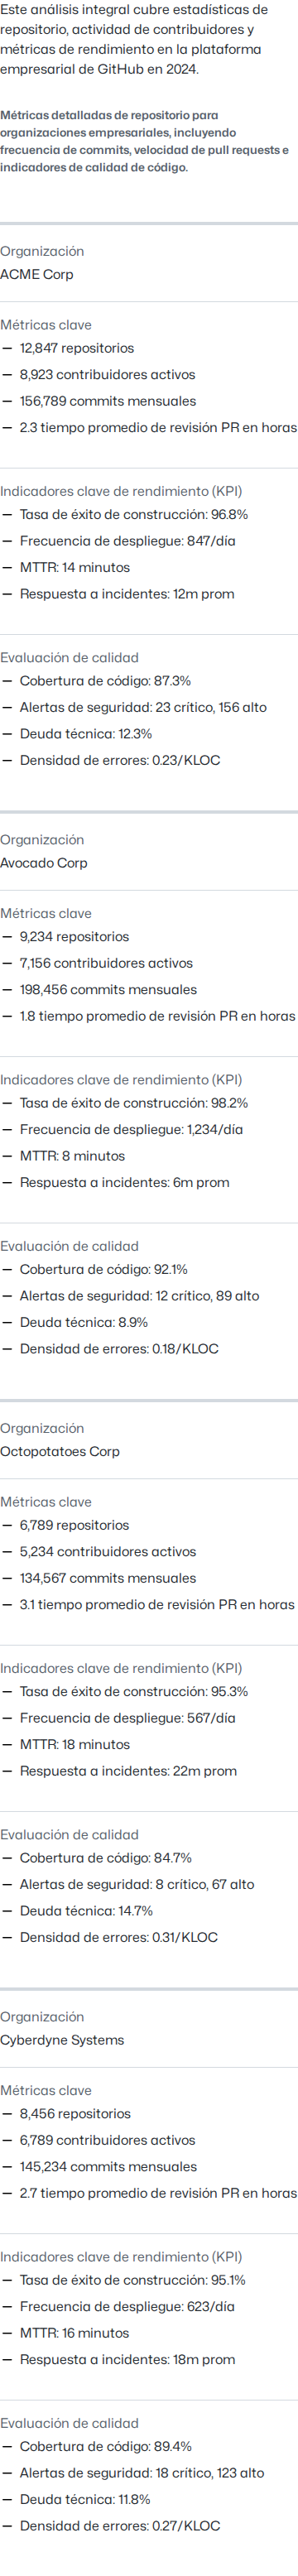 Este análisis integral cubre estadísticas de
repositorio, actividad de contribuidores y
métricas de rendimiento en la plataforma
empresarial de GitHub en 2024.
Métricas detalladas de repositorio para
organizaciones empresariales, incluyendo
frecuencia de commits, velocidad de pull requests e
indicadores de calidad de código.
Organización
ACME Corp
Métricas clave
— 12,847 repositorios
— 8,923 contribuidores activos
— 156,789 commits mensuales
— 2.3 tiempo promedio de revisión PR en horas
Indicadores clave de rendimiento (KPI)
— Tasa de éxito de construcción: 96.8%
— Frecuencia de despliegue: 847/día
— MTTR: 14 minutos
— Respuesta a incidentes: 12m prom
Evaluación de calidad
— Cobertura de código: 87.3%
— Alertas de seguridad: 23 crítico, 156 alto
— Deuda técnica: 12.3%
— Densidad de errores: 0.23/KLOC
Organización
Avocado Corp
Métricas clave
— 9,234 repositorios
— 7,156 contribuidores activos
— 198,456 commits mensuales
— 1.8 tiempo promedio de revisión PR en horas
Indicadores clave de rendimiento (KPI)
— Tasa de éxito de construcción: 98.2%
— Frecuencia de despliegue: 1,234/día
— MTTR: 8 minutos
— Respuesta a incidentes: 6m prom
Evaluación de calidad
— Cobertura de código: 92.1%
— Alertas de seguridad: 12 crítico, 89 alto
— Deuda técnica: 8.9%
— Densidad de errores: 0.18/KLOC
Organización
Octopotatoes Corp
Métricas clave
— 6,789 repositorios
— 5,234 contribuidores activos
— 134,567 commits mensuales
— 3.1 tiempo promedio de revisión PR en horas
Indicadores clave de rendimiento (KPI)
— Tasa de éxito de construcción: 95.3%
— Frecuencia de despliegue: 567/día
— MTTR: 18 minutos
— Respuesta a incidentes: 22m prom
Evaluación de calidad
— Cobertura de código: 84.7%
— Alertas de seguridad: 8 crítico, 67 alto
— Deuda técnica: 14.7%
— Densidad de errores: 0.31/KLOC
Organización
Cyberdyne Systems
Métricas clave
— 8,456 repositorios
— 6,789 contribuidores activos
— 145,234 commits mensuales
— 2.7 tiempo promedio de revisión PR en horas
Indicadores clave de rendimiento (KPI)
— Tasa de éxito de construcción: 95.1%
— Frecuencia de despliegue: 623/día
— MTTR: 16 minutos
— Respuesta a incidentes: 18m prom
Evaluación de calidad
— Cobertura de código: 89.4%
— Alertas de seguridad: 18 crítico, 123 alto
— Deuda técnica: 11.8%
— Densidad de errores: 0.27/KLOC